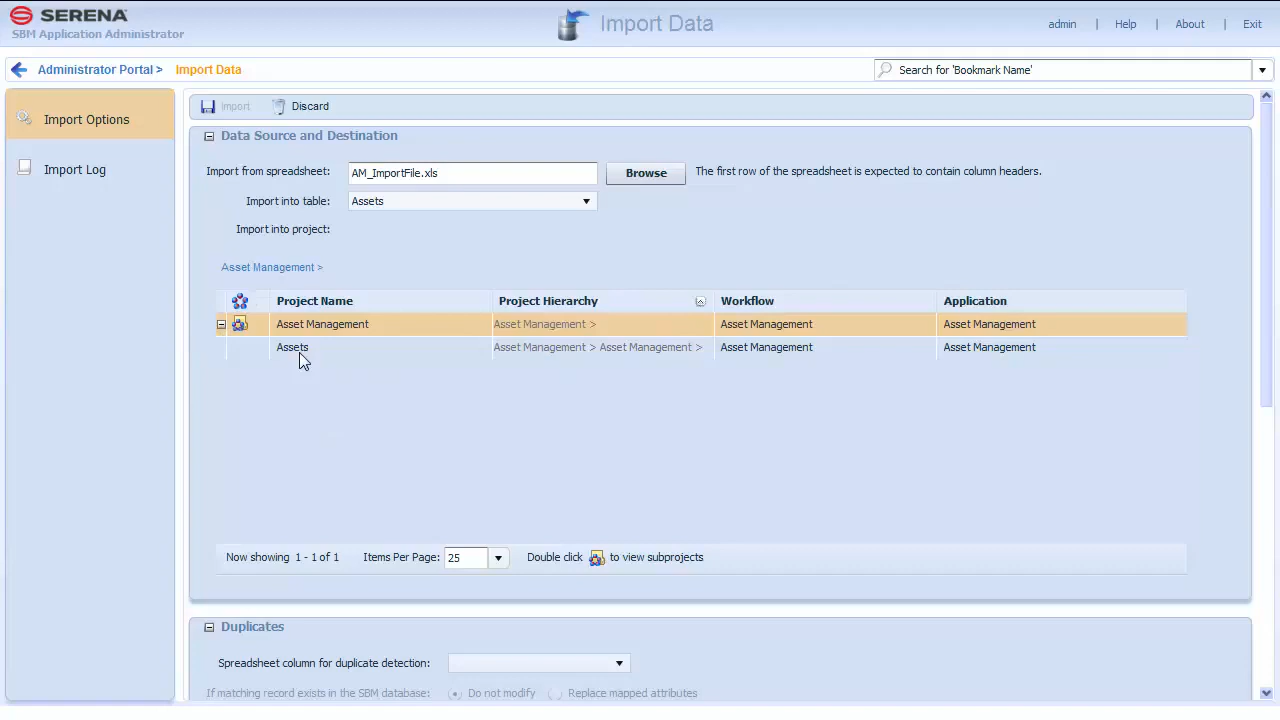 SERENA
SBM Application Administrator
Import Data
admin | Help | About | Exit
Administrator Portal > Import Data
Search for 'Bookmark Name'
Import Options
Import Log
Import Discard
Data Source and Destination
Import from spreadsheet: AM_ImportFile.xls Browse The first row of the spreadsheet is expected to contain column headers.
Import into table: Assets
Import into project:
Asset Management >
Project Name Project Hierarchy Workflow Application
Asset Management Asset Management > Asset Management Asset Management
Assets Asset Management > Asset Management > Asset Management Asset Management
Now showing 1 - 1 of 1 Items Per Page: 25 Double click to view subprojects
Duplicates
Spreadsheet column for duplicate detection:
If matching record exists in the SBM database: Do not modify Replace mapped attributes